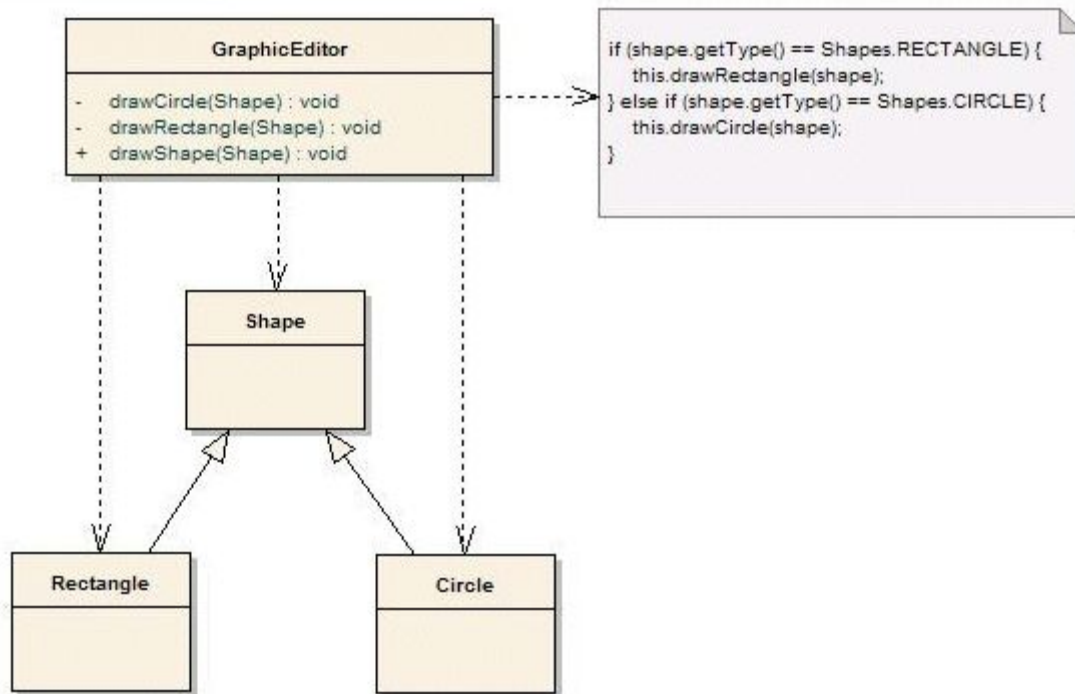 GraphicEditor
- drawCircle(Shape) : void
- drawRectangle(Shape) : void
+ drawShape(Shape) : void
if (shape.getType() == Shapes.RECTANGLE) {
this.drawRectangle(shape);
} else if (shape.getType() == Shapes.CIRCLE) {
this.drawCircle(shape);
}
Shape
Rectangle
Circle